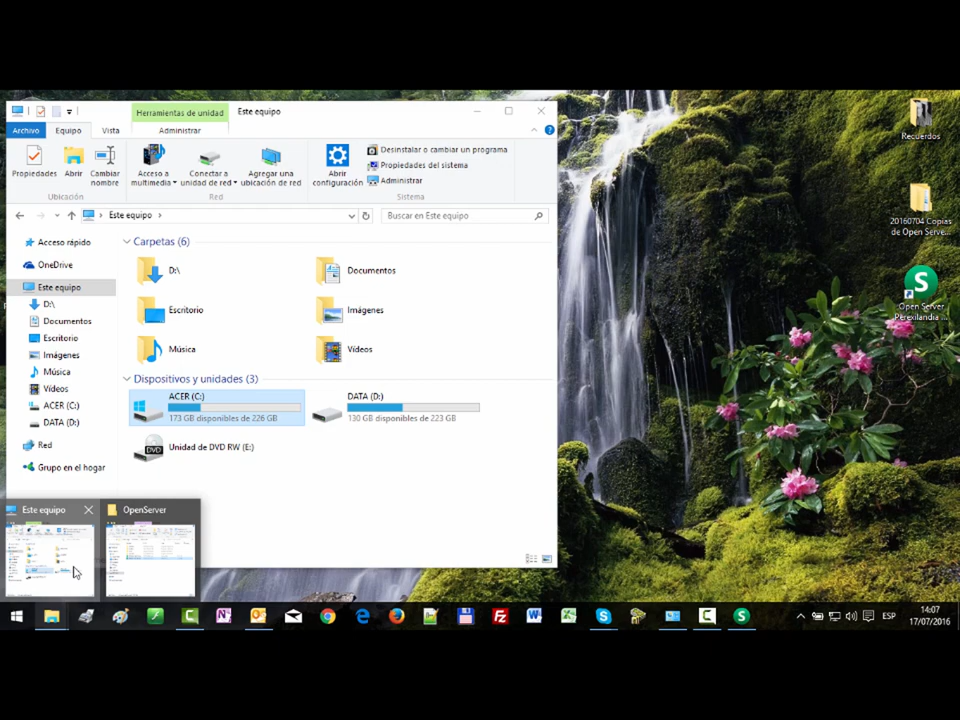 Herramientas de unidad
Este equipo
Archivo
Equipo
Vista
Administrar
Propiedades
Abrir
Cambiar
nombre
Acceso a
multimedia
Conectar a
unidad de red
Agregar una
ubicación de red
Abrir
configuración
Desinstalar o cambiar un programa
Propiedades del sistema
Administrar
Ubicación
Red
Sistema
Este equipo
Buscar en Este equipo
Acceso rápido
OneDrive
Este equipo
D:\
Documentos
Escritorio
Imágenes
Música
Vídeos
ACER (C:)
DATA (D:)
Red
Grupo en el hogar
Carpetas (6)
D:\
Documentos
Escritorio
Imágenes
Música
Vídeos
Dispositivos y unidades (3)
ACER (C:)
173 GB disponibles de 226 GB
DATA (D:)
130 GB disponibles de 223 GB
DVD
Unidad de DVD RW (E:)
Recuerdos
20160704 Copias
de Open Serve...
S
Open Server
Perexilandia ...
Este equipo
OpenServer
ESP
14:07
17/07/2016